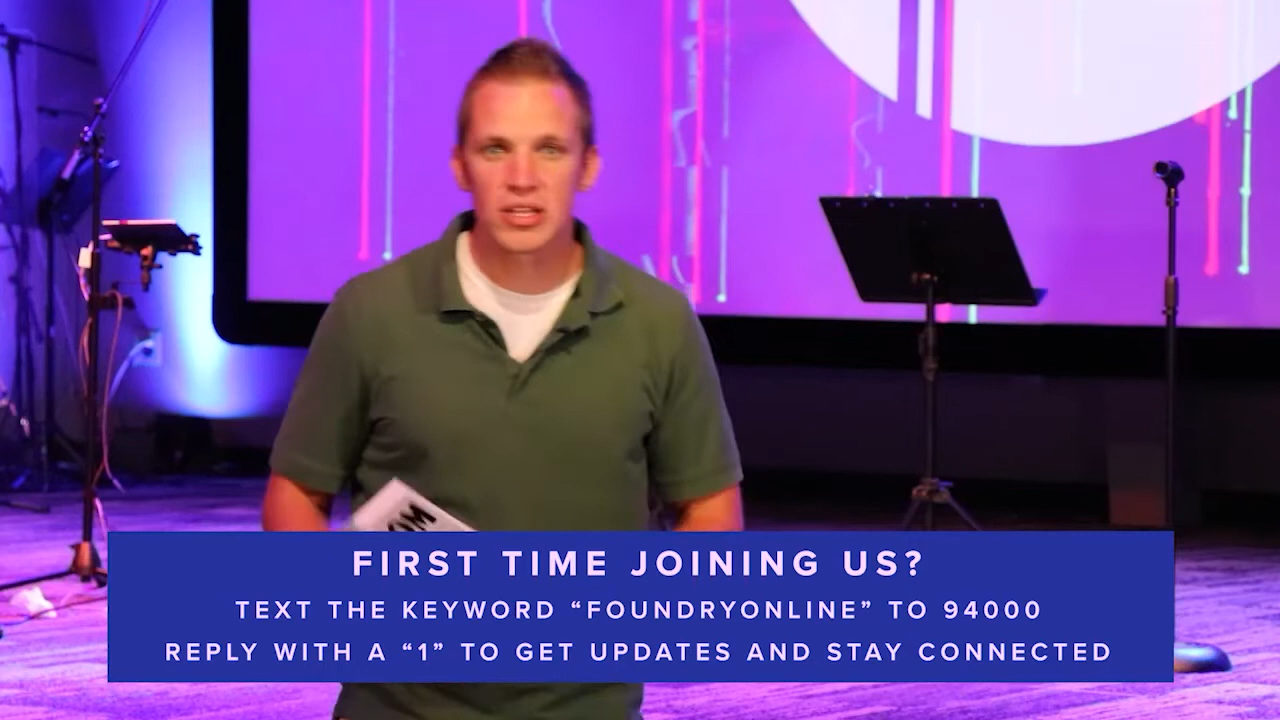 FIRST TIME JOINING US?
TEXT THE KEYWORD “FOUNDRYONLINE” TO 94000
REPLY WITH A “1” TO GET UPDATES AND STAY CONNECTED